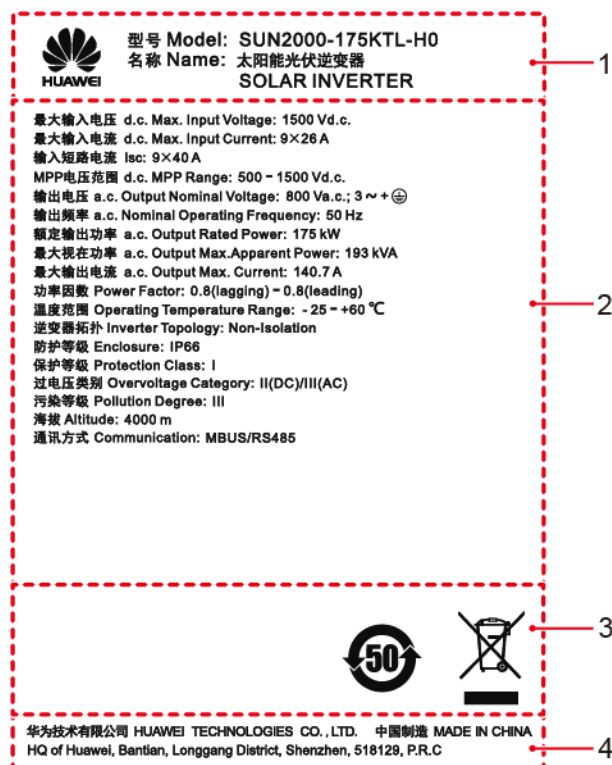 HUAWEI
型号 Model: SUN2000-175KTL-H0
名称 Name: 太阳能光伏逆变器
SOLAR INVERTER
1
最大输入电压 d.c. Max. Input Voltage: 1500 Vd.c.
最大输入电流 d.c. Max. Input Current: 9×26 A
输入短路电流 Isc: 9×40 A
MPP电压范围 d.c. MPP Range: 500 - 1500 Vd.c.
输出电压 a.c. Output Nominal Voltage: 800 Va.c.; 3 ~ + ⏚
输出频率 a.c. Nominal Operating Frequency: 50 Hz
额定输出功率 a.c. Output Rated Power: 175 kW
最大视在功率 a.c. Output Max.Apparent Power: 193 kVA
最大输出电流 a.c. Output Max. Current: 140.7 A
功率因数 Power Factor: 0.8(lagging) - 0.8(leading)
温度范围 Operating Temperature Range: - 25 - +60 ℃
逆变器拓扑 Inverter Topology: Non-Isolation
防护等级 Enclosure: IP66
保护等级 Protection Class: I
过电压类别 Overvoltage Category: II(DC)/III(AC)
污染等级 Pollution Degree: III
海拔 Altitude: 4000 m
通讯方式 Communication: MBUS/RS485
2
50
3
华为技术有限公司 HUAWEI TECHNOLOGIES CO., LTD. 中国制造 MADE IN CHINA
HQ of Huawei, Bantian, Longgang District, Shenzhen, 518129, P.R.C
4